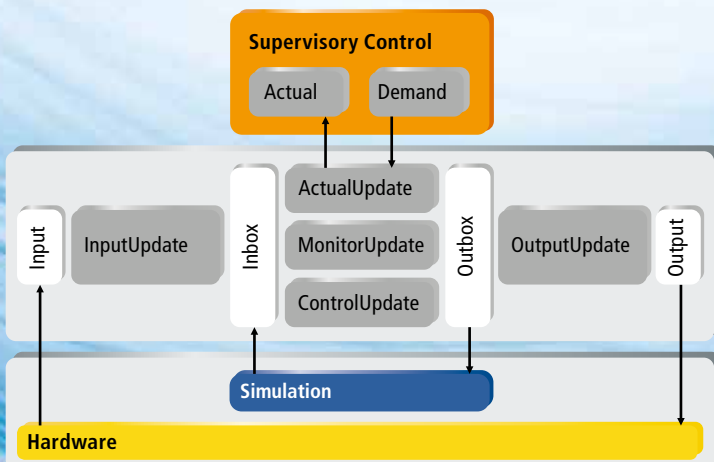 Supervisory Control
Actual
Demand
Input
InputUpdate
Inbox
ActualUpdate
MonitorUpdate
ControlUpdate
Outbox
OutputUpdate
Output
Simulation
Hardware